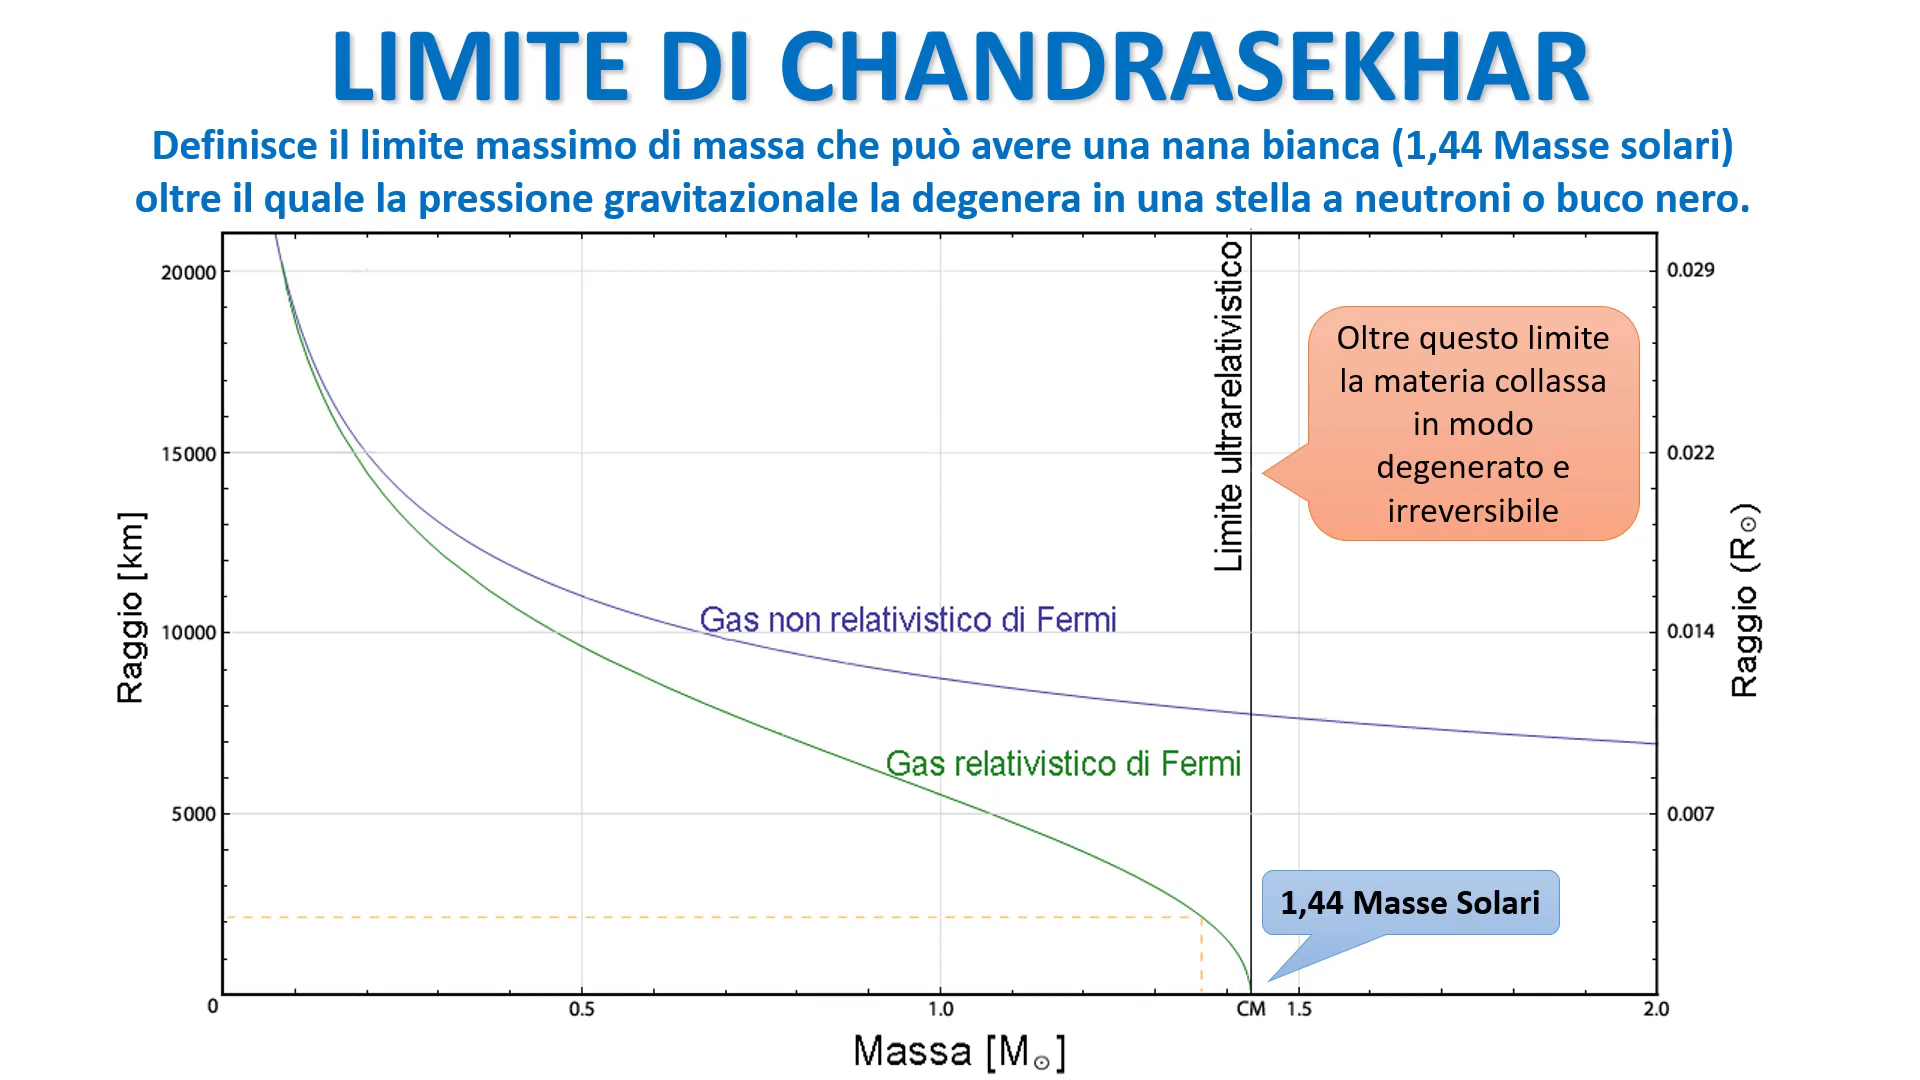 LIMITE DI CHANDRASEKHAR
Definisce il limite massimo di massa che può avere una nana bianca (1,44 Masse solari)
oltre il quale la pressione gravitazionale la degenera in una stella a neutroni o buco nero.
Raggio [km]
20000
15000
10000
5000
0
0.5
1.0
CM
1.5
2.0
Massa [M☉]
0.029
0.022
0.014
0.007
Raggio (R☉)
Limite ultrarelativistico
Oltre questo limite
la materia collassa
in modo
degenerato e
irreversibile
Gas non relativistico di Fermi
Gas relativistico di Fermi
1,44 Masse Solari